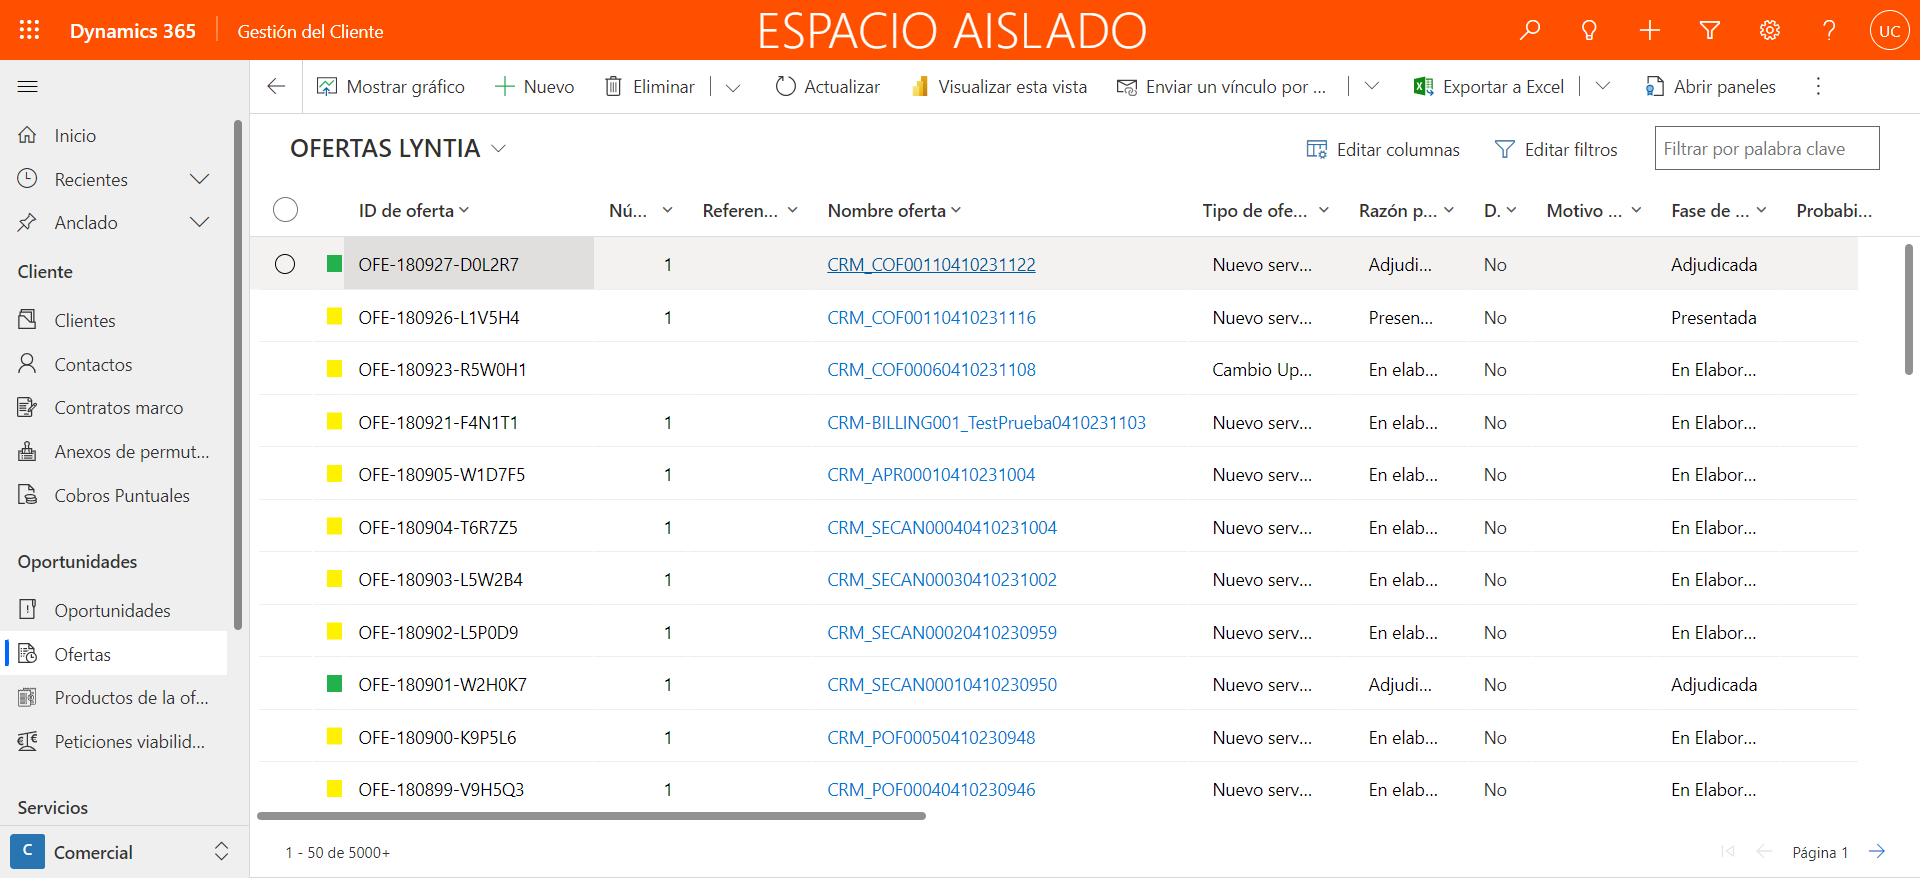 Dynamics 365
Gestión del Cliente
ESPACIO AISLADO
UC
Mostrar gráfico
Nuevo
Eliminar
Actualizar
Visualizar esta vista
Enviar un vínculo por ...
Exportar a Excel
Abrir paneles
Inicio
Recientes
Anclado
Cliente
Clientes
Contactos
Contratos marco
Anexos de permut...
Cobros Puntuales
Oportunidades
Oportunidades
Ofertas
Productos de la of...
Peticiones viabilid...
Servicios
C Comercial
OFERTAS LYNTIA
Editar columnas
Editar filtros
Filtrar por palabra clave
ID de oferta Nú... Referen... Nombre oferta Tipo de ofe... Razón p... D. Motivo ... Fase de ... Probabi...
OFE-180927-D0L2R7 1 CRM_COF00110410231122 Nuevo serv... Adjudi... No Adjudicada
OFE-180926-L1V5H4 1 CRM_COF00110410231116 Nuevo serv... Presen... No Presentada
OFE-180923-R5W0H1 CRM_COF00060410231108 Cambio Up... En elab... No En Elabor...
OFE-180921-F4N1T1 1 CRM-BILLING001_TestPrueba0410231103 Nuevo serv... En elab... No En Elabor...
OFE-180905-W1D7F5 1 CRM_APR00010410231004 Nuevo serv... En elab... No En Elabor...
OFE-180904-T6R7Z5 1 CRM_SECAN00040410231004 Nuevo serv... En elab... No En Elabor...
OFE-180903-L5W2B4 1 CRM_SECAN00030410231002 Nuevo serv... En elab... No En Elabor...
OFE-180902-L5P0D9 1 CRM_SECAN00020410230959 Nuevo serv... En elab... No En Elabor...
OFE-180901-W2H0K7 1 CRM_SECAN00010410230950 Nuevo serv... Adjudi... No Adjudicada
OFE-180900-K9P5L6 1 CRM_POF00050410230948 Nuevo serv... En elab... No En Elabor...
OFE-180899-V9H5Q3 1 CRM_POF00040410230946 Nuevo serv... En elab... No En Elabor...
1 - 50 de 5000+
Página 1